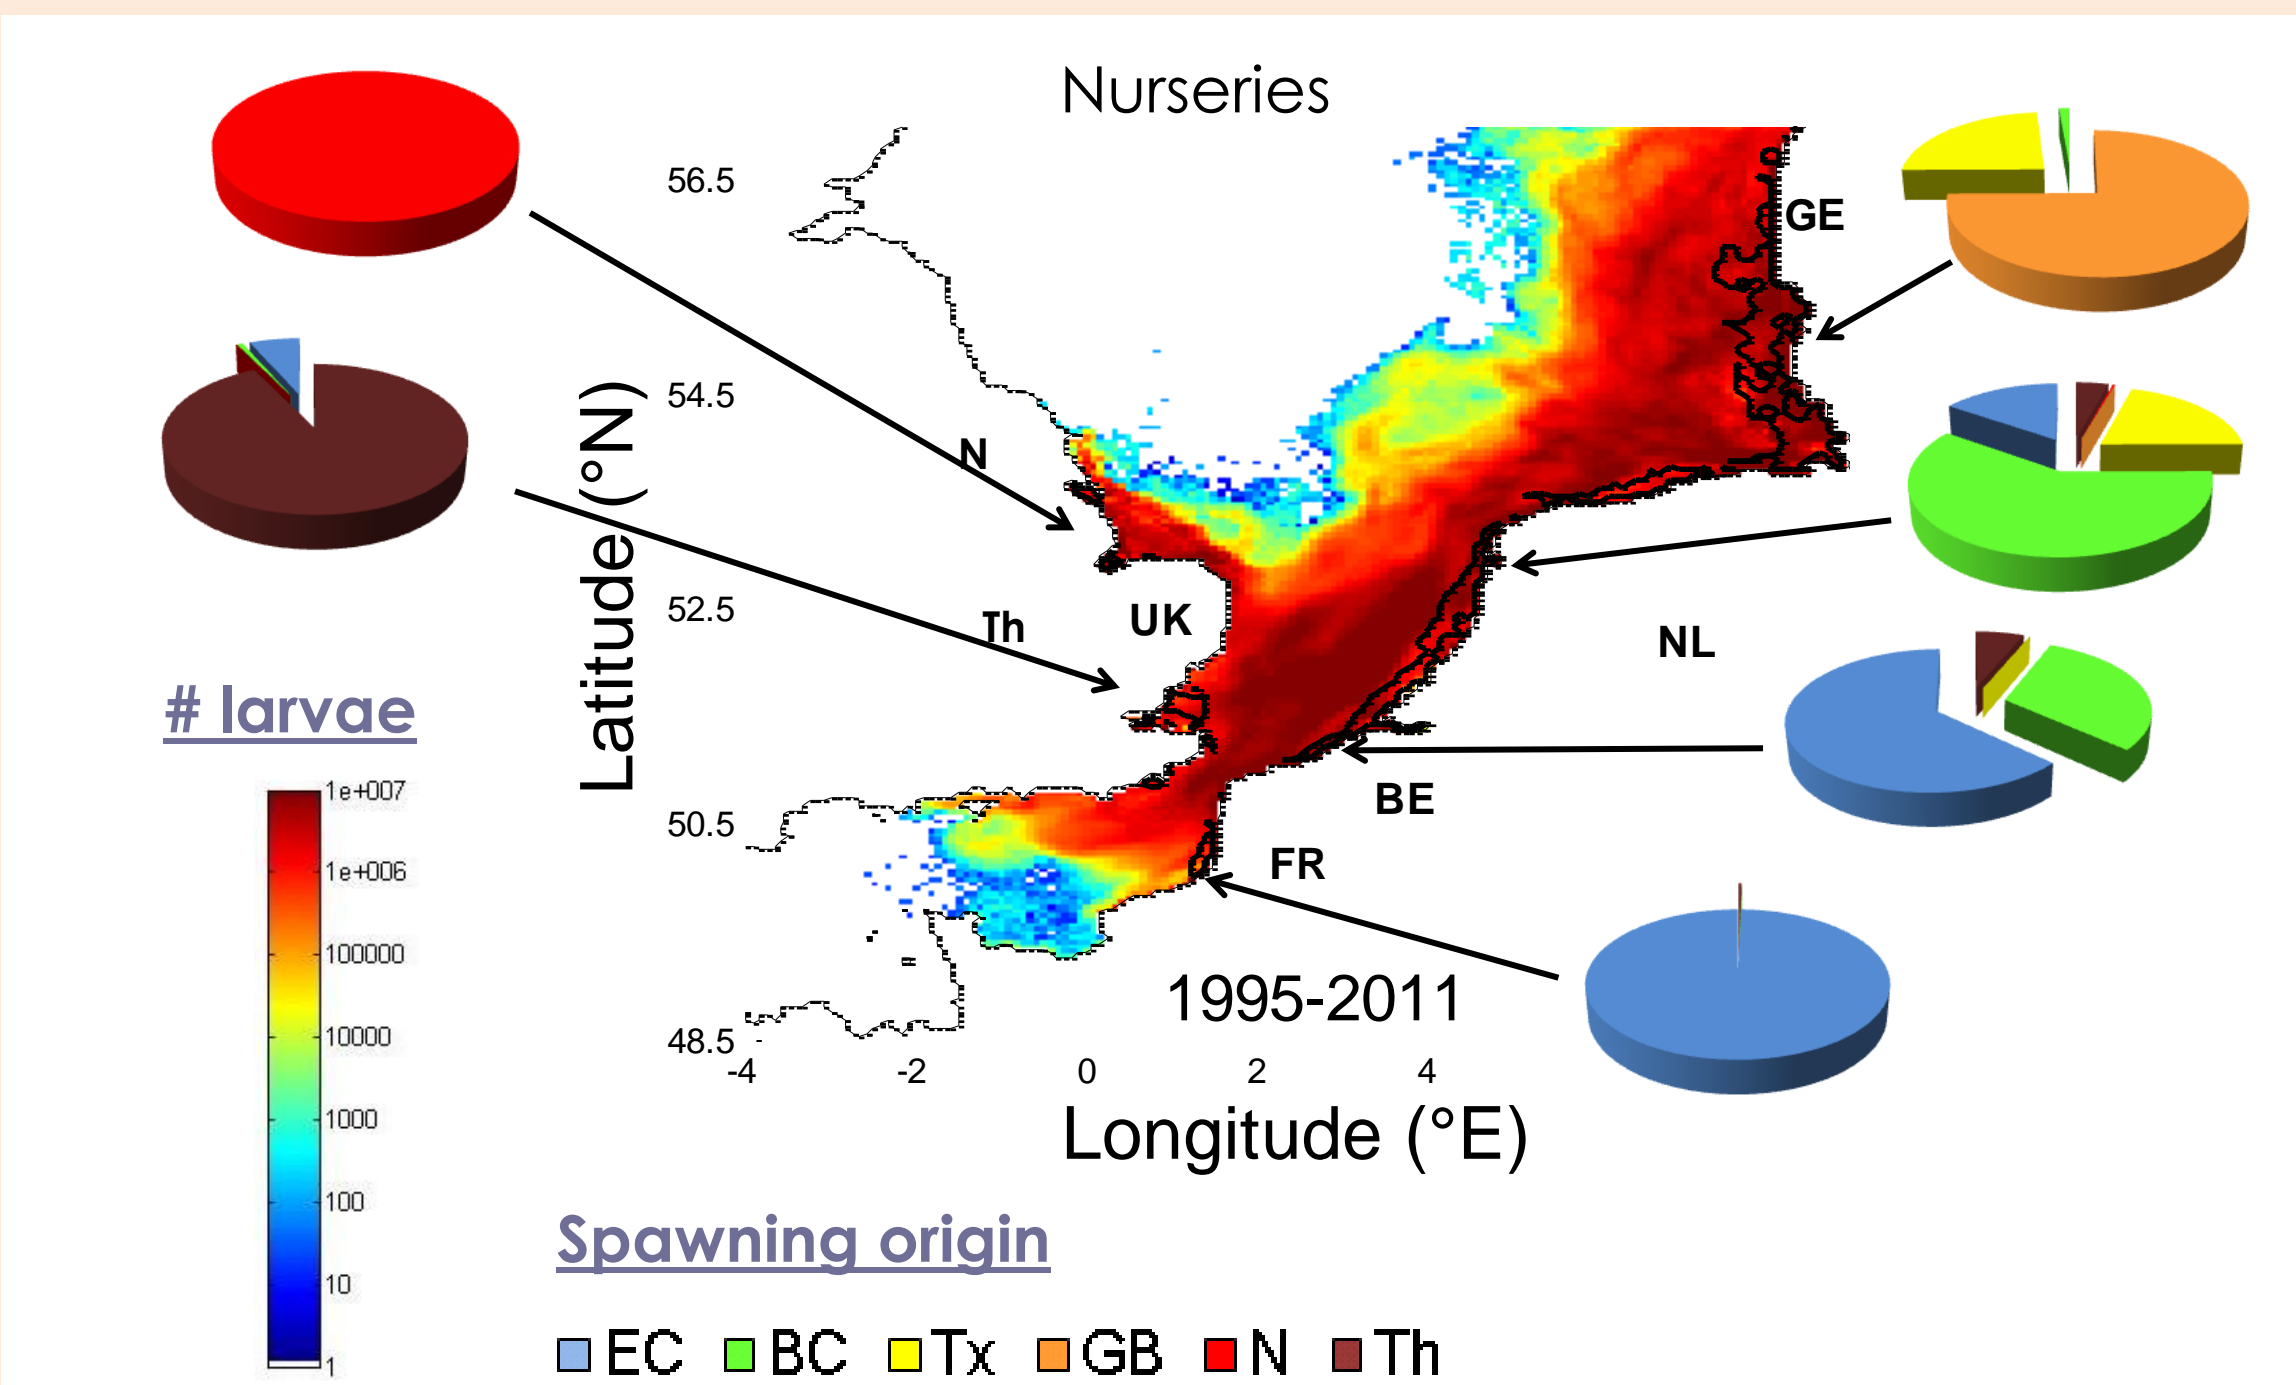 Nurseries
56.5
GE
54.5
N
Latitude (°N)
52.5
Th
UK
NL
# larvae
1e+007
BE
50.5
1e+006
FR
100000
1995-2011
10000
48.5
-4
-2
0
2
4
1000
Longitude (°E)
100
Spawning origin
10
1
EC
BC
Tx
GB
N
Th